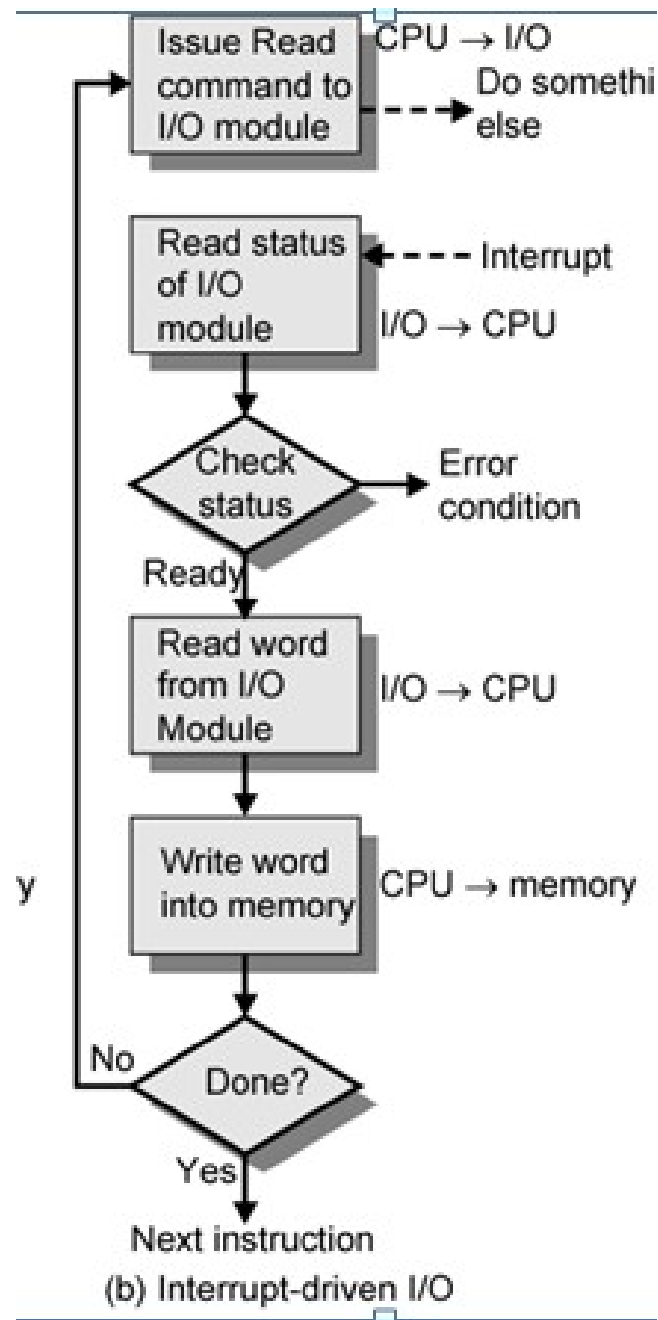 Issue Read
command to
I/O module
CPU → I/O
Do somethi
else
Read status
of I/O
module
Interrupt
I/O → CPU
Check
status
Error
condition
Ready
Read word
from I/O
Module
I/O → CPU
Write word
into memory
CPU → memory
y
No
Done?
Yes
Next instruction
(b) Interrupt-driven I/O